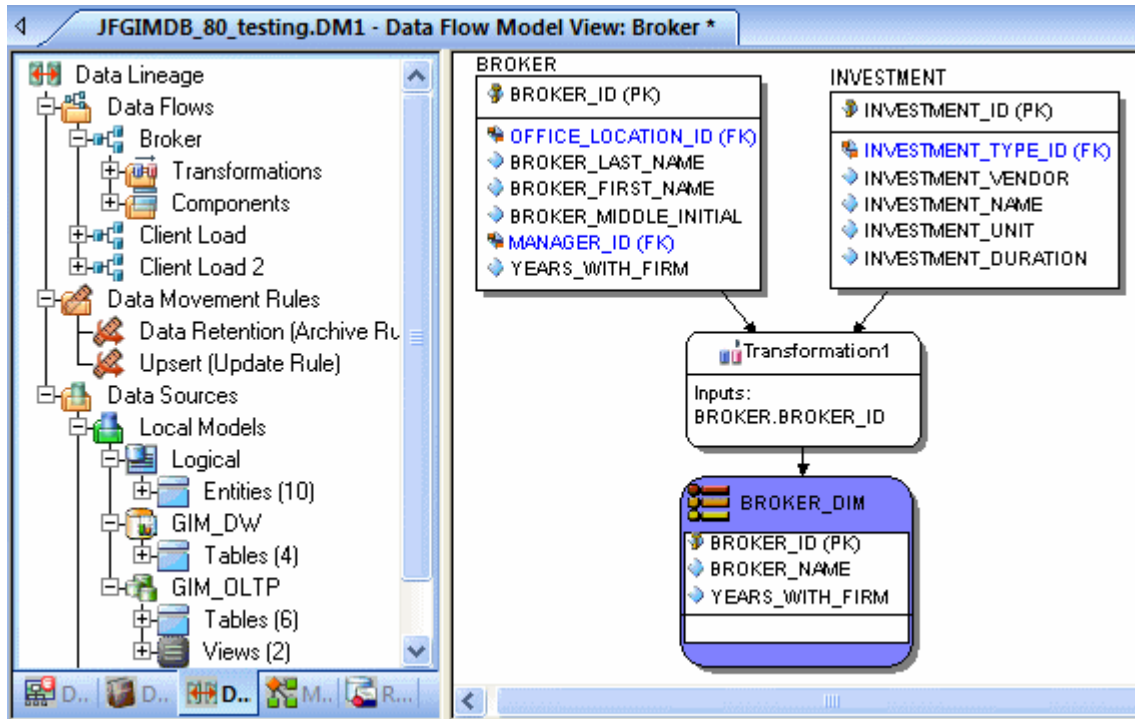 JFGIMDB_80_testing.DM1 - Data Flow Model View: Broker *
Data Lineage
Data Flows
Broker
Transformations
Components
Client Load
Client Load 2
Data Movement Rules
Data Retention (Archive Ru
Upsert (Update Rule)
Data Sources
Local Models
Logical
Entities (10)
GIM_DW
Tables (4)
GIM_OLTP
Tables (6)
Views (2)
D..
D..
D..
M..
R...
BROKER
BROKER_ID (PK)
OFFICE_LOCATION_ID (FK)
BROKER_LAST_NAME
BROKER_FIRST_NAME
BROKER_MIDDLE_INITIAL
MANAGER_ID (FK)
YEARS_WITH_FIRM
INVESTMENT
INVESTMENT_ID (PK)
INVESTMENT_TYPE_ID (FK)
INVESTMENT_VENDOR
INVESTMENT_NAME
INVESTMENT_UNIT
INVESTMENT_DURATION
Transformation1
Inputs:
BROKER.BROKER_ID
BROKER_DIM
BROKER_ID (PK)
BROKER_NAME
YEARS_WITH_FIRM